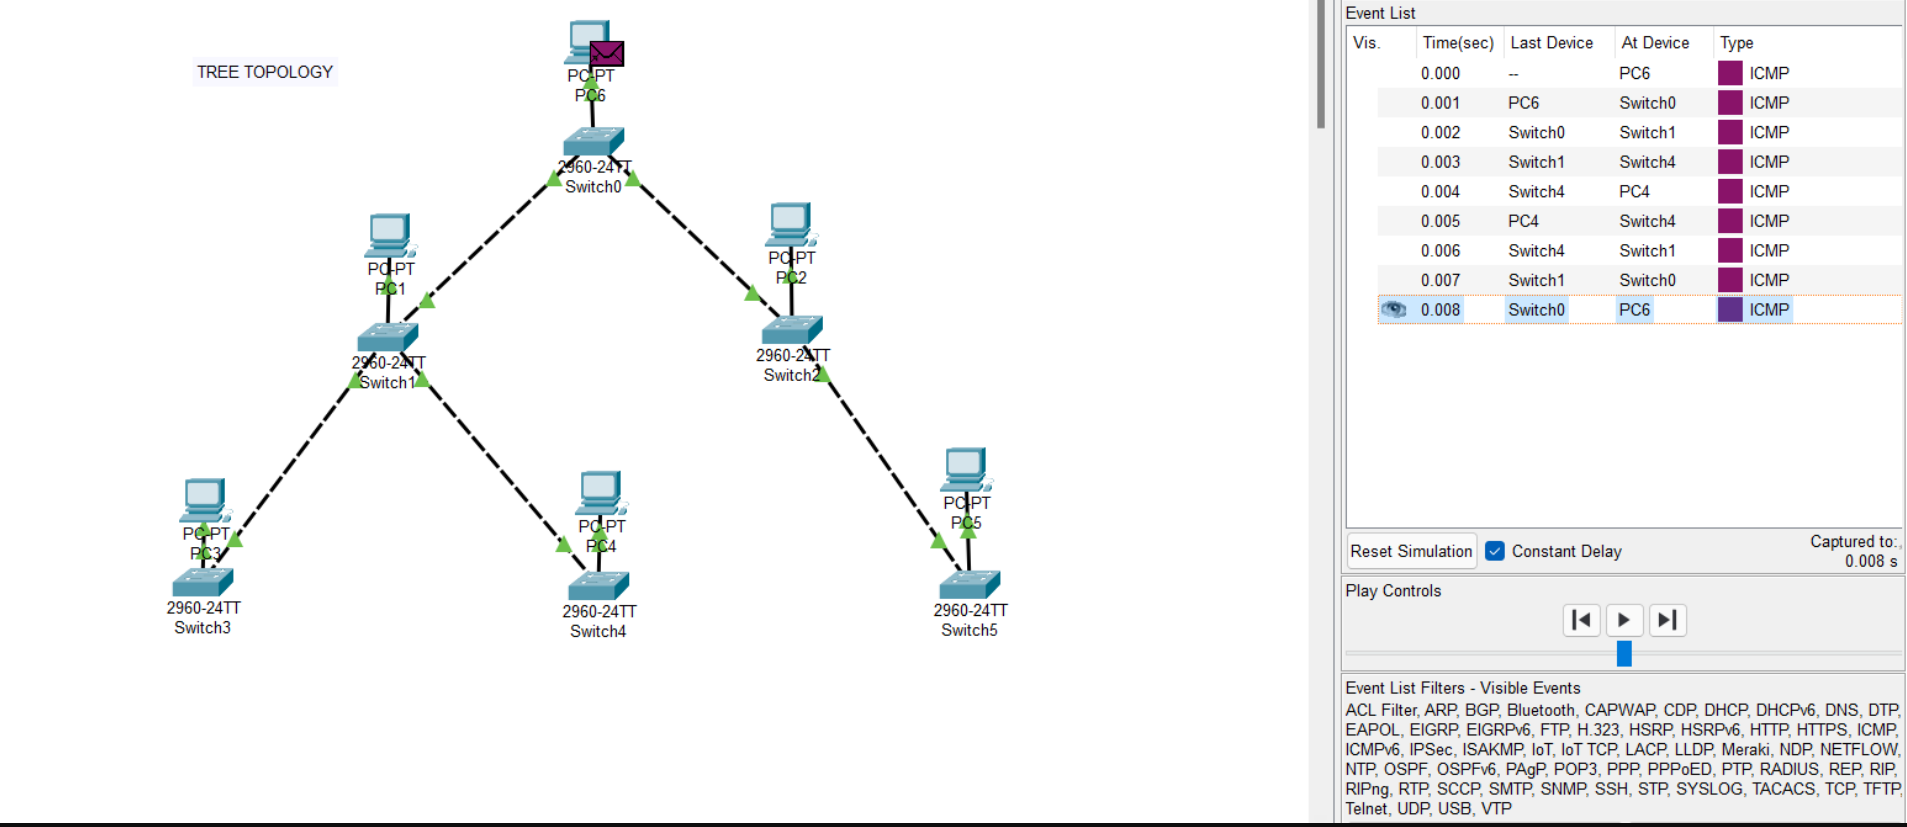 TREE TOPOLOGY
PC-PT
PC6
2960-24TT
Switch0
PC-PT
PC1
2960-24TT
Switch1
PC-PT
PC2
2960-24TT
Switch2
PC-PT
PC3
2960-24TT
Switch3
PC-PT
PC4
2960-24TT
Switch4
PC-PT
PC5
2960-24TT
Switch5
Event List
Vis. Time(sec) Last Device At Device Type
0.000 -- PC6 ICMP
0.001 PC6 Switch0 ICMP
0.002 Switch0 Switch1 ICMP
0.003 Switch1 Switch4 ICMP
0.004 Switch4 PC4 ICMP
0.005 PC4 Switch4 ICMP
0.006 Switch4 Switch1 ICMP
0.007 Switch1 Switch0 ICMP
0.008 Switch0 PC6 ICMP
Reset Simulation Constant Delay Captured to:
0.008 s
Play Controls
Event List Filters - Visible Events
ACL Filter, ARP, BGP, Bluetooth, CAPWAP, CDP, DHCP, DHCPv6, DNS, DTP,
EAPOL, EIGRP, EIGRPv6, FTP, H.323, HSRP, HSRPv6, HTTP, HTTPS, ICMP,
ICMPv6, IPSec, ISAKMP, IoT, IoT TCP, LACP, LLDP, Meraki, NDP, NETFLOW,
NTP, OSPF, OSPFv6, PAgP, POP3, PPP, PPPoED, PTP, RADIUS, REP, RIP,
RIPng, RTP, SCCP, SMTP, SNMP, SSH, STP, SYSLOG, TACACS, TCP, TFTP,
Telnet, UDP, USB, VTP